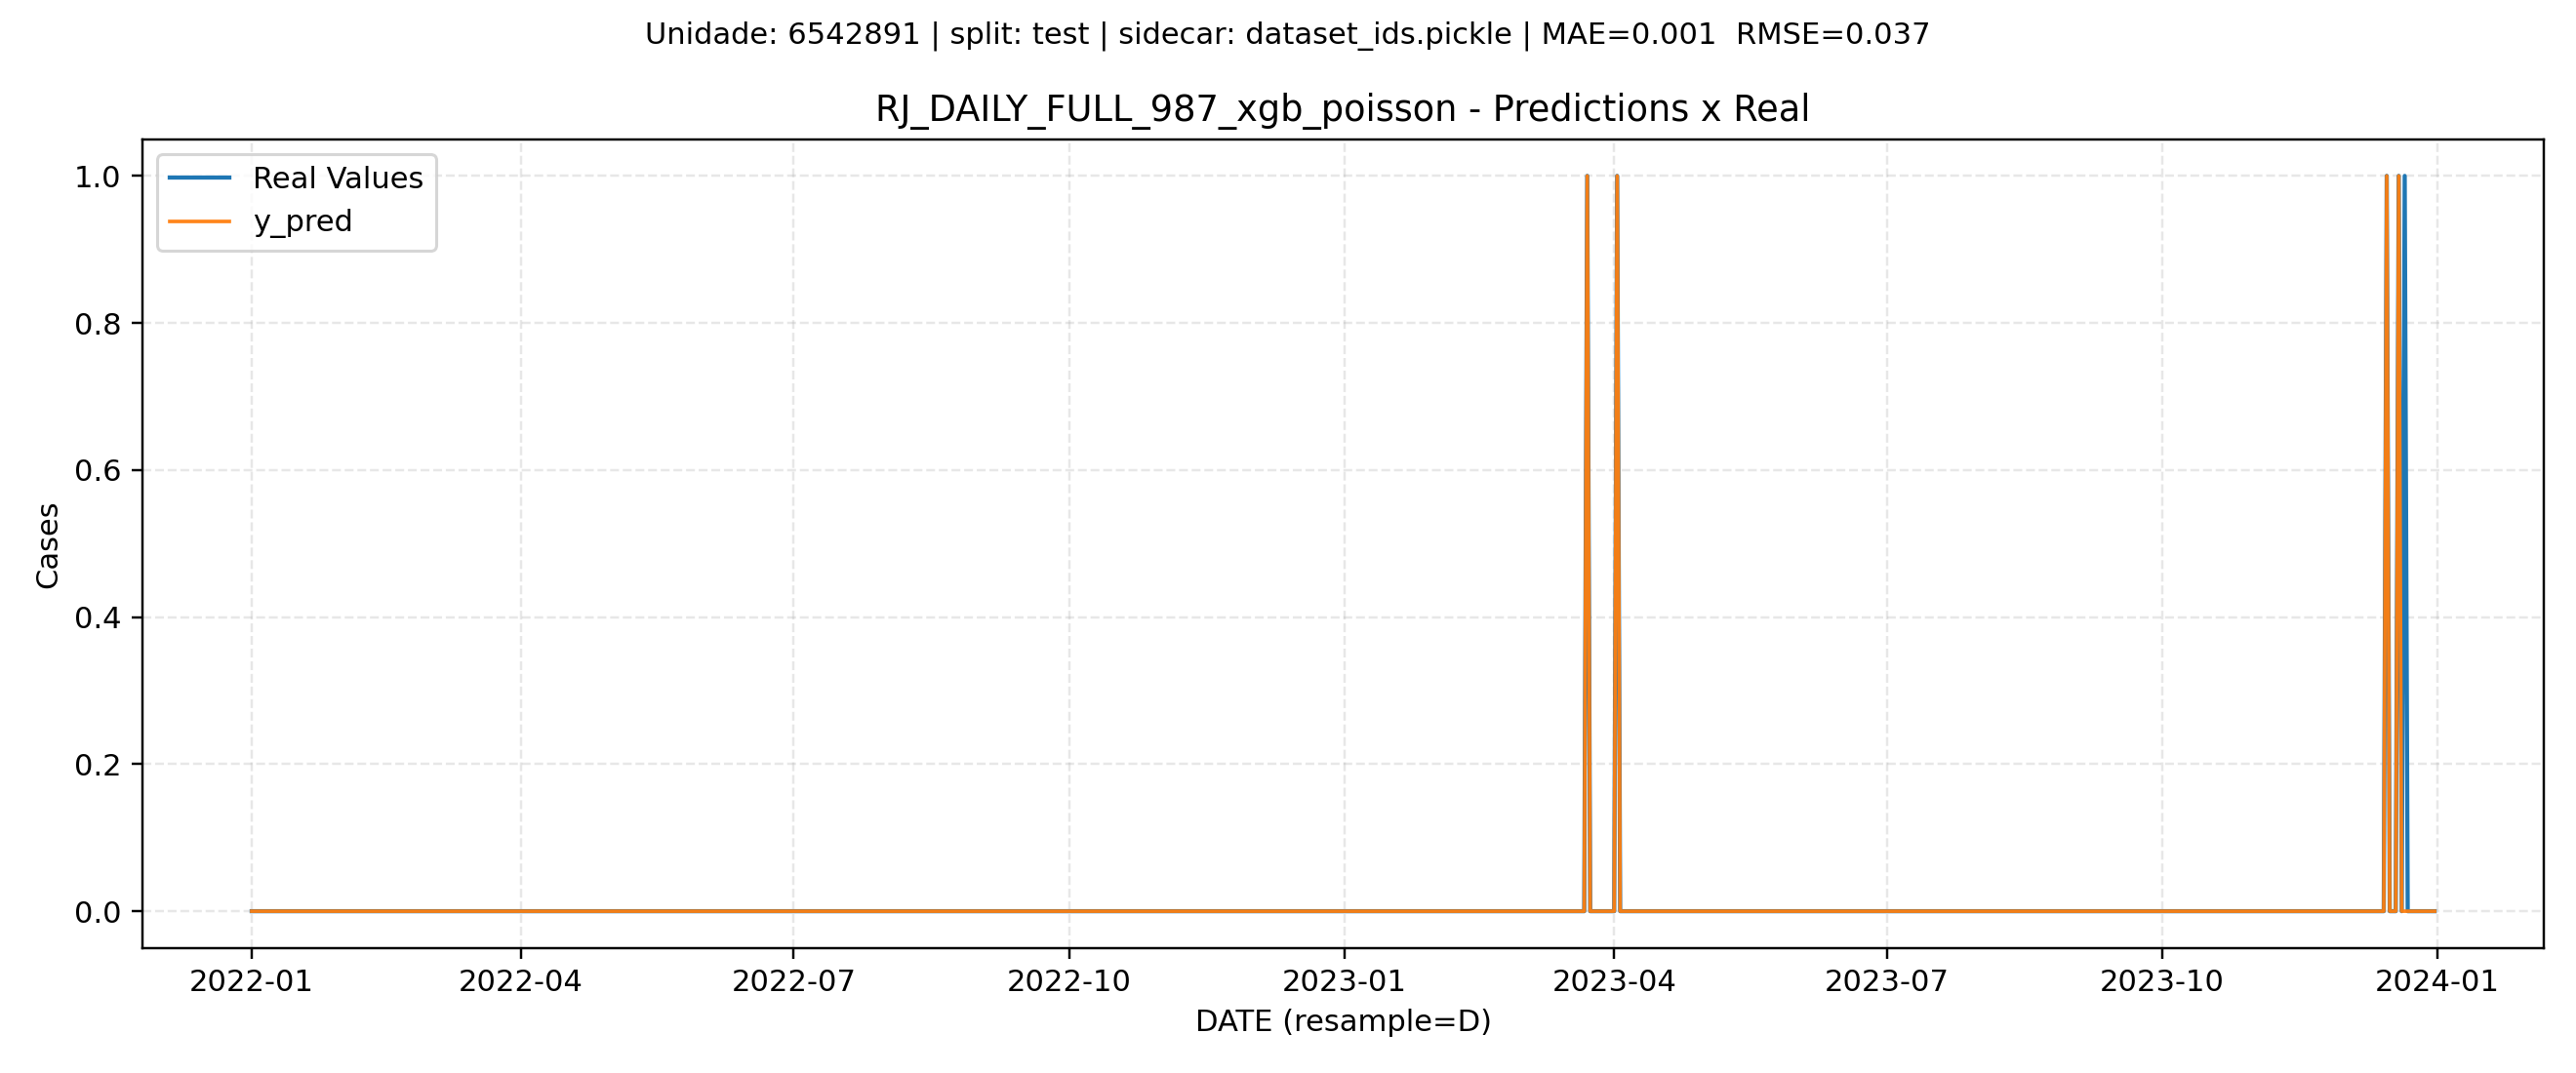 Unidade: 6542891 | split: test | sidecar: dataset_ids.pickle | MAE=0.001  RMSE=0.037
RJ_DAILY_FULL_987_xgb_poisson - Predictions x Real
Real Values
y_pred
1.0
0.8
0.6
0.4
0.2
0.0
Cases
2022-01
2022-04
2022-07
2022-10
2023-01
2023-04
2023-07
2023-10
2024-01
DATE (resample=D)